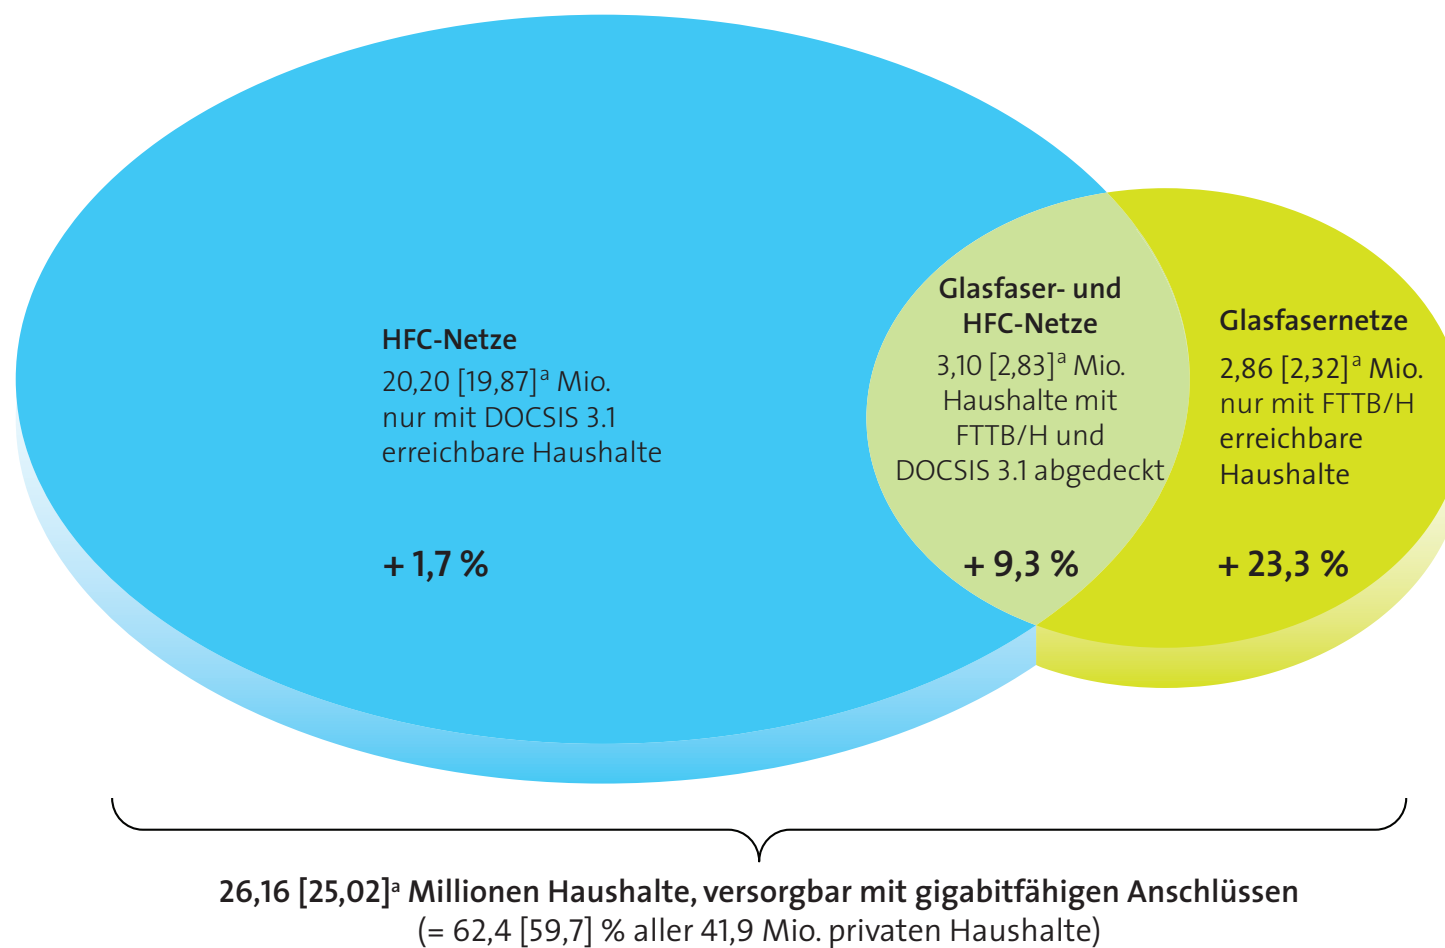 HFC-Netze
20,20 [19,87]ᵃ Mio.
nur mit DOCSIS 3.1
erreichbare Haushalte
+ 1,7 %
Glasfaser- und
HFC-Netze
3,10 [2,83]ᵃ Mio.
Haushalte mit
FTTB/H und
DOCSIS 3.1 abgedeckt
+ 9,3 %
Glasfasernetze
2,86 [2,32]ᵃ Mio.
nur mit FTTB/H
erreichbare
Haushalte
+ 23,3 %
26,16 [25,02]ᵃ Millionen Haushalte, versorgbar mit gigabitfähigen Anschlüssen
(= 62,4 [59,7] % aller 41,9 Mio. privaten Haushalte)